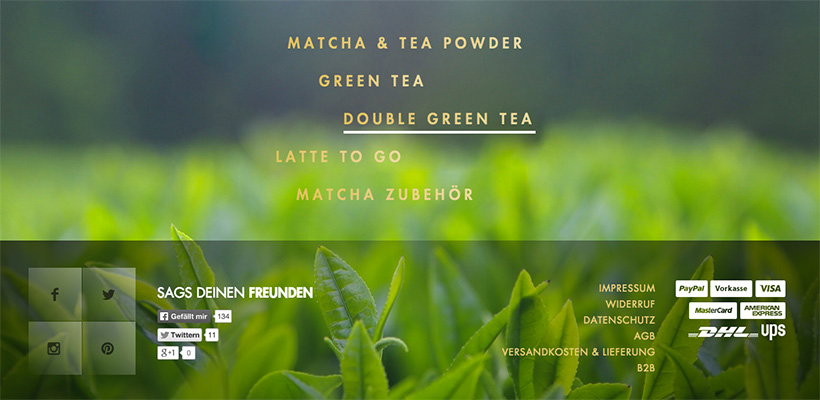 MATCHA & TEA POWDER
GREEN TEA
DOUBLE GREEN TEA
LATTE TO GO
MATCHA ZUBEHÖR
SAGS DEINEN FREUNDEN
Gefällt mir 134
Twittern 11
g+1 0
IMPRESSUM
WIDERRUF
DATENSCHUTZ
AGB
VERSANDKOSTEN & LIEFERUNG
B2B
PayPal Vorkasse VISA
MasterCard AMERICAN EXPRESS
DHL ups